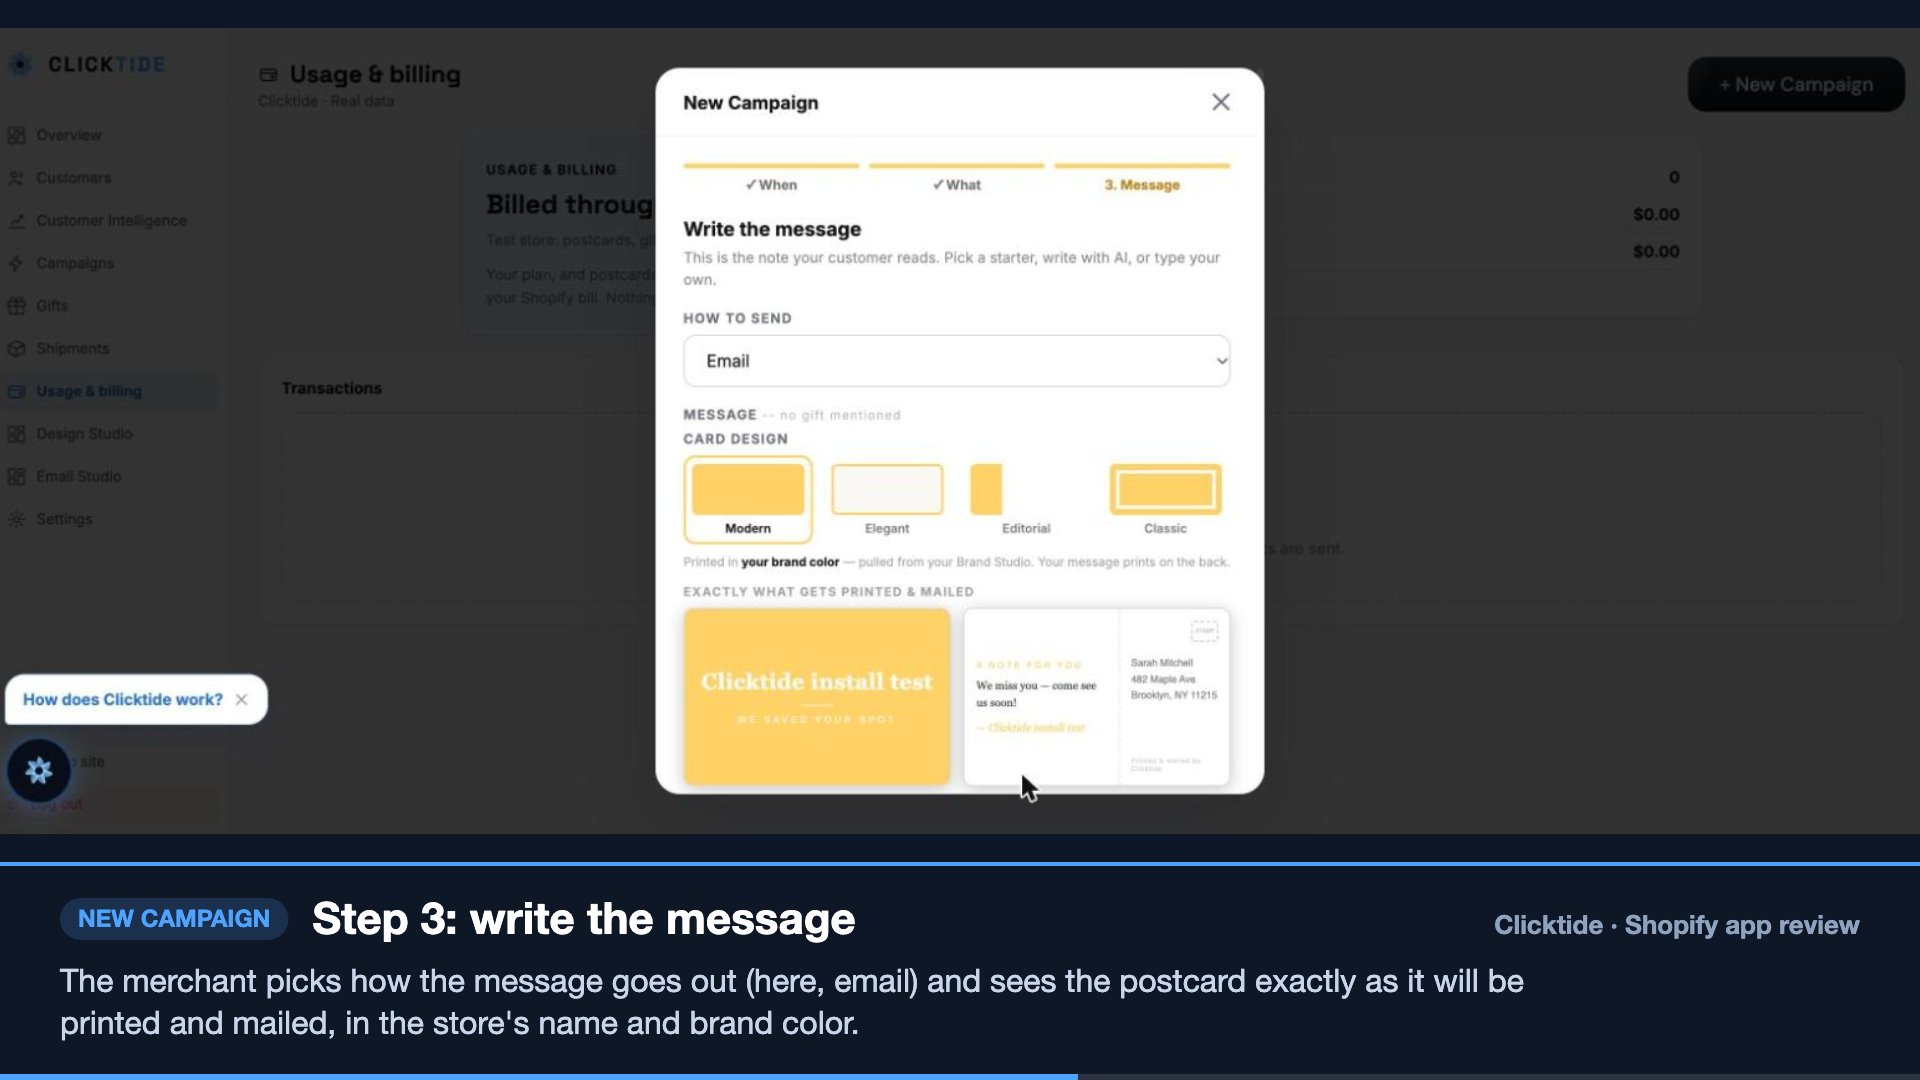 CLICKTIDE
Usage & billing
Clicktide · Real data
+ New Campaign
Overview
Customers
Customer Intelligence
Campaigns
Gifts
Shipments
Usage & billing
Design Studio
Email Studio
Settings
USAGE & BILLING
Billed throug
Test store: postcards, gi
Your plan, and postcards
your Shopify bill. Nothin
0
$0.00
$0.00
Transactions
s are sent.
How does Clicktide work?
site
Log out
New Campaign
✓ When
✓ What
3. Message
Write the message
This is the note your customer reads. Pick a starter, write with AI, or type your
own.
HOW TO SEND
Email
MESSAGE -- no gift mentioned
CARD DESIGN
Modern
Elegant
Editorial
Classic
Printed in your brand color — pulled from your Brand Studio. Your message prints on the back.
EXACTLY WHAT GETS PRINTED & MAILED
Clicktide install test
WE SAVED YOUR SPOT
A NOTE FOR YOU
We miss you — come see
us soon!
— Clicktide install test
Sarah Mitchell
482 Maple Ave
Brooklyn, NY 11215
Printed & mailed by
Clicktide
NEW CAMPAIGN
Step 3: write the message
Clicktide · Shopify app review
The merchant picks how the message goes out (here, email) and sees the postcard exactly as it will be
printed and mailed, in the store's name and brand color.